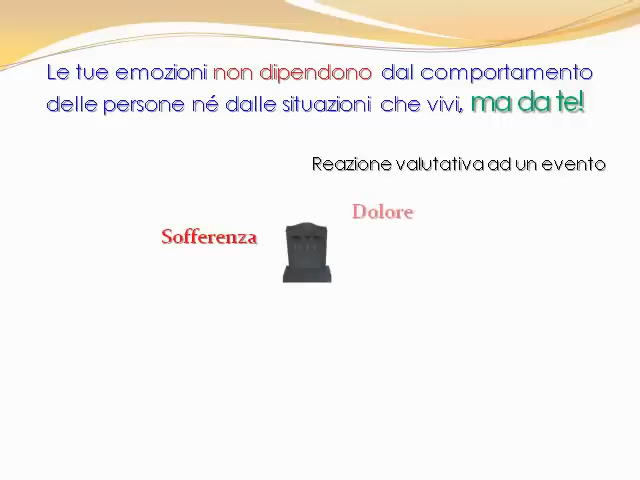 Le tue emozioni non dipendono dal comportamento
delle persone né dalle situazioni che vivi, ma da te!
Reazione valutativa ad un evento
Dolore
Sofferenza